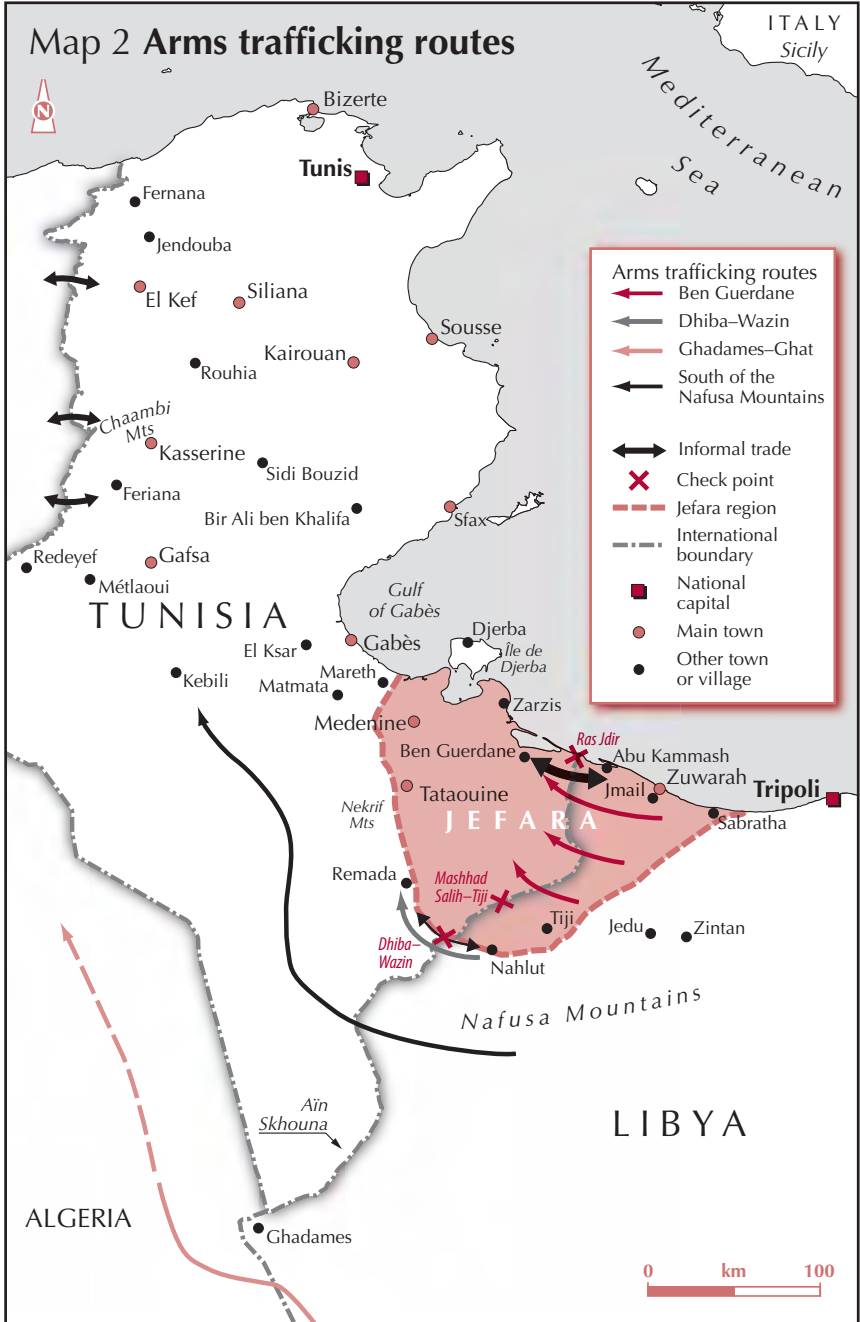 Map 2 Arms trafficking routes
ITALY
Sicily
N
Mediterranean
Sea
Bizerte
Tunis
Fernana
Jendouba
El Kef
Siliana
Sousse
Kairouan
Rouhia
Chaambi
Mts
Kasserine
Sidi Bouzid
Feriana
Bir Ali ben Khalifa
Sfax
Redeyef
Gafsa
Métlaoui
TUNISIA
Gulf
of Gabès
Djerba
Île de
Djerba
El Ksar
Gabès
Kebili
Mareth
Matmata
Zarzis
Medenine
Ras Jdir
Ben Guerdane
Abu Kammash
Zuwarah
Jmail
Tripoli
Tataouine
Nekrif
Mts
JEFARA
Sabratha
Remada
Mashhad
Salih–Tiji
Tiji
Jedu
Zintan
Dhiba–
Wazin
Nahlut
Nafusa Mountains
Aïn
Skhouna
LIBYA
ALGERIA
Ghadames
Arms trafficking routes
Ben Guerdane
Dhiba–Wazin
Ghadames–Ghat
South of the
Nafusa Mountains
Informal trade
Check point
Jefara region
International
boundary
National
capital
Main town
Other town
or village
0 km 100